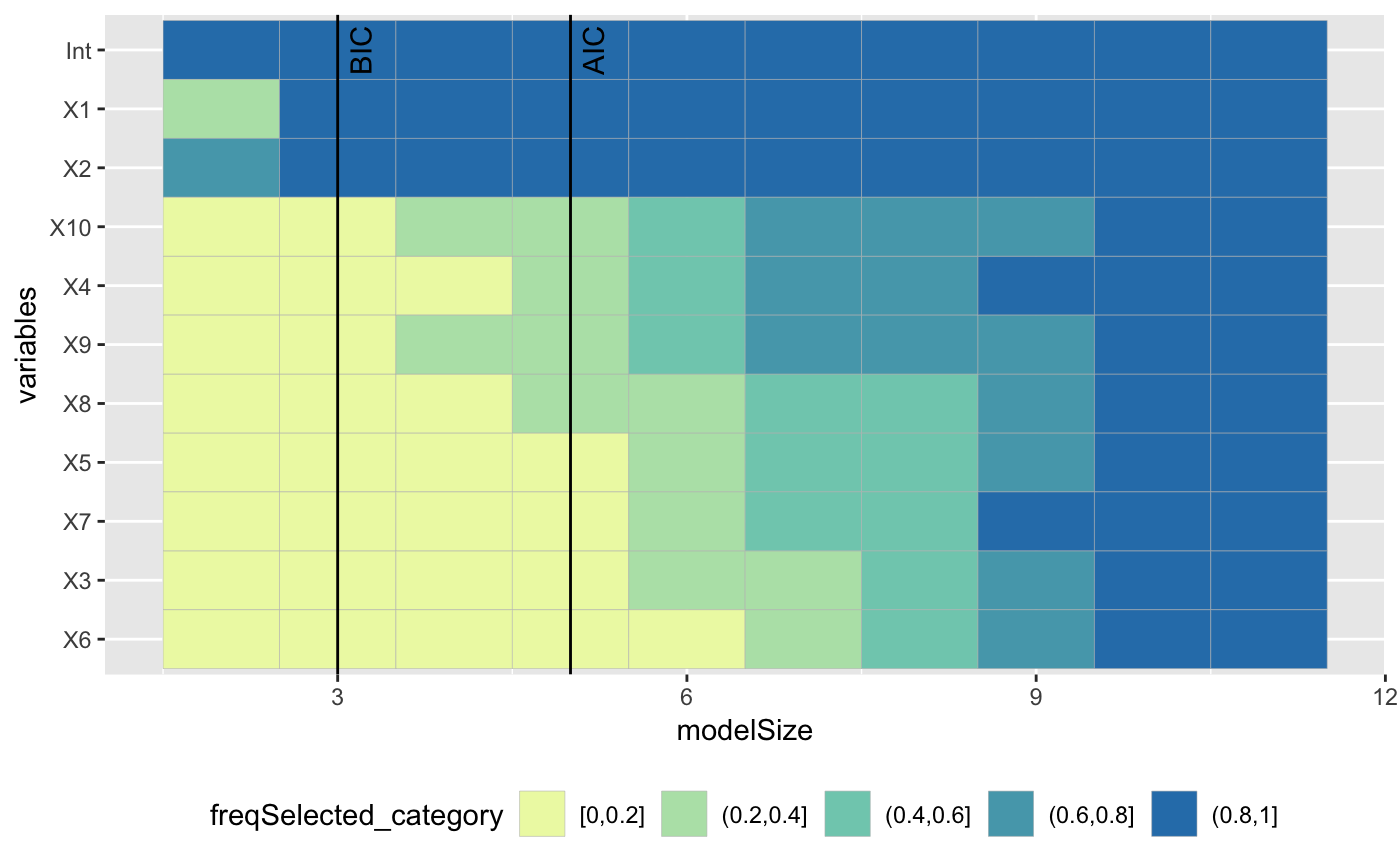 BIC
AIC
Int
X1
X2
X10
X4
X9
X8
X5
X7
X3
X6
variables
3 6 9 12
modelSize
freqSelected_category [0,0.2] (0.2,0.4] (0.4,0.6] (0.6,0.8] (0.8,1]